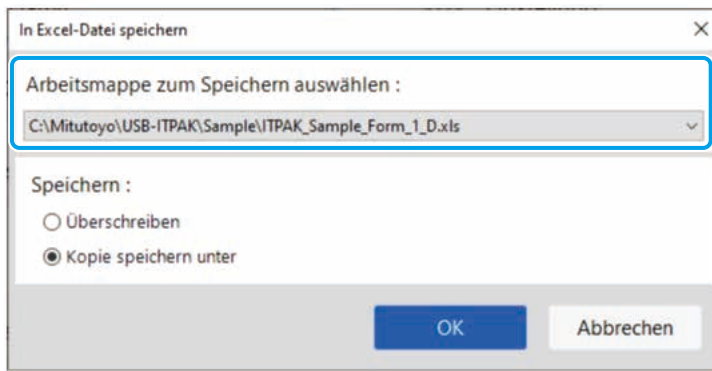 In Excel-Datei speichern
Arbeitsmappe zum Speichern auswählen :
C:\Mitutoyo\USB-ITPAK\Sample\ITPAK_Sample_Form_1_D.xls
Speichern :
Überschreiben
Kopie speichern unter
OK Abbrechen